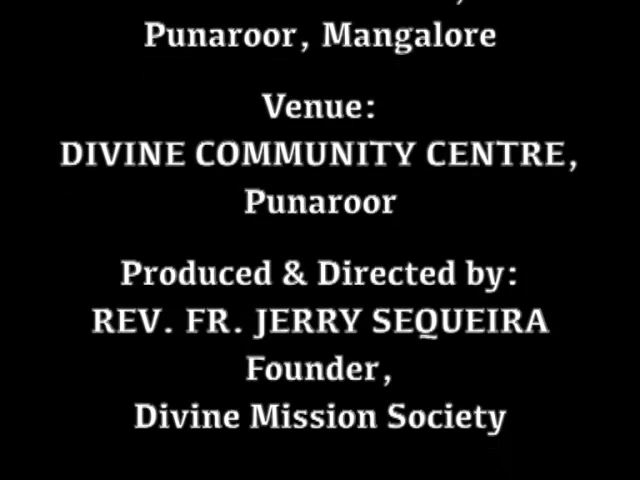 Punaroor, Mangalore
Venue:
DIVINE COMMUNITY CENTRE,
Punaroor
Produced & Directed by:
REV. FR. JERRY SEQUEIRA
Founder,
Divine Mission Society